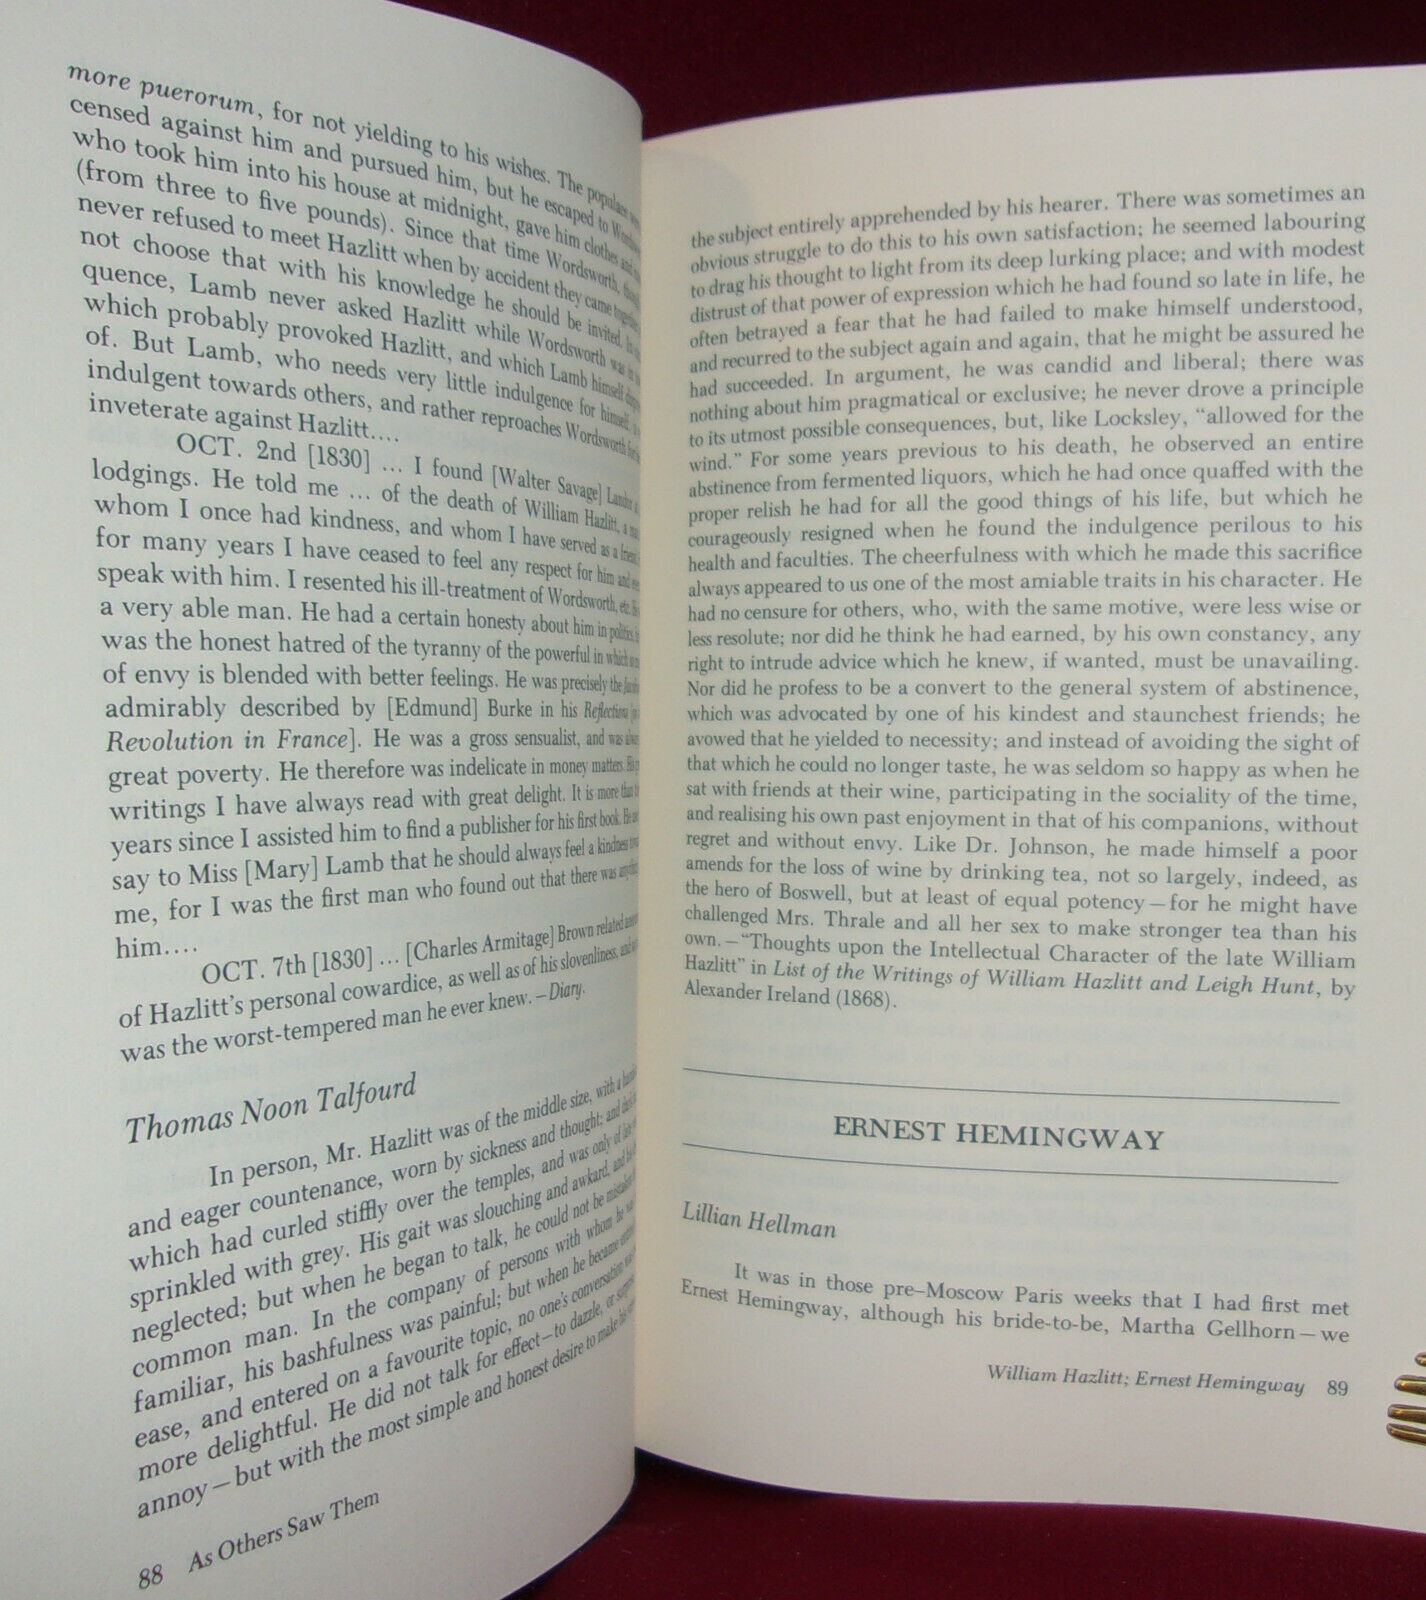 more puerorum, for not yielding to his wishes. The populace
censed against him and pursued him, but he escaped to
who took him into his house at midnight, gave him clothes and
(from three to five pounds). Since that time Wordsworth,
never refused to meet Hazlitt when by accident they came together,
not choose that with his knowledge he should be invited.
quence, Lamb never asked Hazlitt while Wordsworth was in
which probably provoked Hazlitt, and which Lamb himself
of. But Lamb, who needs very little indulgence for himself, is
indulgent towards others, and rather reproaches Wordsworth for
inveterate against Hazlitt....
OCT. 2nd [1830] ... I found [Walter Savage] Landor
lodgings. He told me ... of the death of William Hazlitt, a man
whom I once had kindness, and whom I have served as a friend,
for many years I have ceased to feel any respect for him and
speak with him. I resented his ill-treatment of Wordsworth, etc.
a very able man. He had a certain honesty about him in politics,
was the honest hatred of the tyranny of the powerful in which
of envy is blended with better feelings. He was precisely the
admirably described by [Edmund] Burke in his Reflections
Revolution in France]. He was a gross sensualist, and was
great poverty. He therefore was indelicate in money matters. His
writings I have always read with great delight. It is more than
years since I assisted him to find a publisher for his first book. He
say to Miss [Mary] Lamb that he should always feel a kindness
me, for I was the first man who found out that there was
him....
OCT. 7th [1830] ... [Charles Armitage] Brown related
of Hazlitt's personal cowardice, as well as of his slovenliness, and
was the worst-tempered man he ever knew. – Diary.
Thomas Noon Talfourd
In person, Mr. Hazlitt was of the middle size, with a
and eager countenance, worn by sickness and thought; and
which had curled stiffly over the temples, and was only of
sprinkled with grey. His gait was slouching and awkard, and
neglected; but when he began to talk, he could not be mistaken
common man. In the company of persons with whom he
familiar, his bashfulness was painful; but when he became
ease, and entered on a favourite topic, no one's conversation
more delightful. He did not talk for effect – to dazzle, or
annoy – but with the most simple and honest desire to make his
88 As Others Saw Them
the subject entirely apprehended by his hearer. There was sometimes an
obvious struggle to do this to his own satisfaction; he seemed labouring
to drag his thought to light from its deep lurking place; and with modest
distrust of that power of expression which he had found so late in life, he
often betrayed a fear that he had failed to make himself understood,
and recurred to the subject again and again, that he might be assured he
had succeeded. In argument, he was candid and liberal; there was
nothing about him pragmatical or exclusive; he never drove a principle
to its utmost possible consequences, but, like Locksley, "allowed for the
wind." For some years previous to his death, he observed an entire
abstinence from fermented liquors, which he had once quaffed with the
proper relish he had for all the good things of his life, but which he
courageously resigned when he found the indulgence perilous to his
health and faculties. The cheerfulness with which he made this sacrifice
always appeared to us one of the most amiable traits in his character. He
had no censure for others, who, with the same motive, were less wise or
less resolute; nor did he think he had earned, by his own constancy, any
right to intrude advice which he knew, if wanted, must be unavailing.
Nor did he profess to be a convert to the general system of abstinence,
which was advocated by one of his kindest and staunchest friends; he
avowed that he yielded to necessity; and instead of avoiding the sight of
that which he could no longer taste, he was seldom so happy as when he
sat with friends at their wine, participating in the sociality of the time,
and realising his own past enjoyment in that of his companions, without
regret and without envy. Like Dr. Johnson, he made himself a poor
amends for the loss of wine by drinking tea, not so largely, indeed, as
the hero of Boswell, but at least of equal potency – for he might have
challenged Mrs. Thrale and all her sex to make stronger tea than his
own. – "Thoughts upon the Intellectual Character of the late William
Hazlitt" in List of the Writings of William Hazlitt and Leigh Hunt, by
Alexander Ireland (1868).
ERNEST HEMINGWAY
Lillian Hellman
It was in those pre–Moscow Paris weeks that I had first met
Ernest Hemingway, although his bride-to-be, Martha Gellhorn – we
William Hazlitt; Ernest Hemingway 89